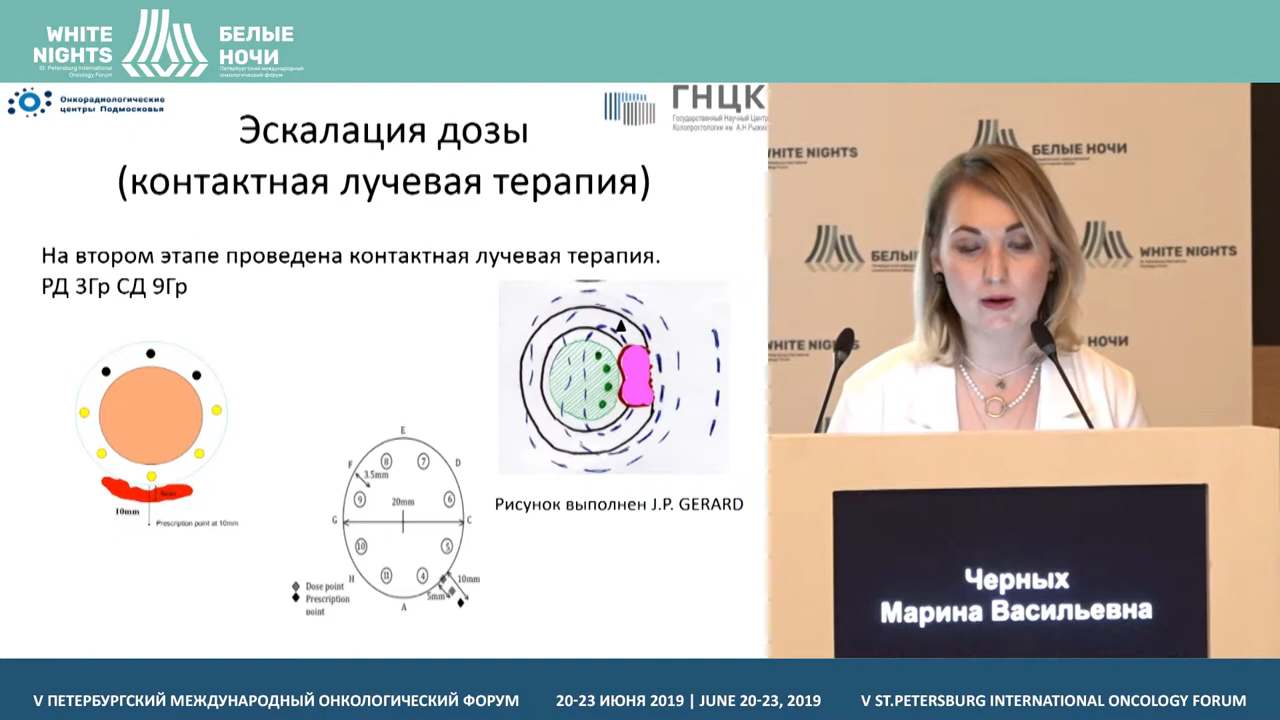 WHITE
NIGHTS
St. Petersburg International
Oncology Forum
БЕЛЫЕ
НОЧИ
Петербургский международный
онкологический форум
Онкорадиологические
центры Подмосковья
ГНЦК
Государственный Научный Центр
Колопроктологии им. А.Н.Рыжих
Эскалация дозы
(контактная лучевая терапия)
На втором этапе проведена контактная лучевая терапия.
РД 3Гр СД 9Гр
10mm
Prescription point at 10mm
E
F
8
7
D
3.5mm
9
20mm
6
G
C
10
5
H
11
4
10mm
5mm
A
Dose point
Prescription
point
Рисунок выполнен J.P. GERARD
WHITE NIGHTS
БЕЛЫЕ НОЧИ
БЕЛЫ
WHITE NIGHTS
WHITE NIGHTS
НОЧИ
Черных
Марина Васильевна
V ПЕТЕРБУРГСКИЙ МЕЖДУНАРОДНЫЙ ОНКОЛОГИЧЕСКИЙ ФОРУМ
20-23 ИЮНЯ 2019 | JUNE 20-23, 2019
V ST.PETERSBURG INTERNATIONAL ONCOLOGY FORUM